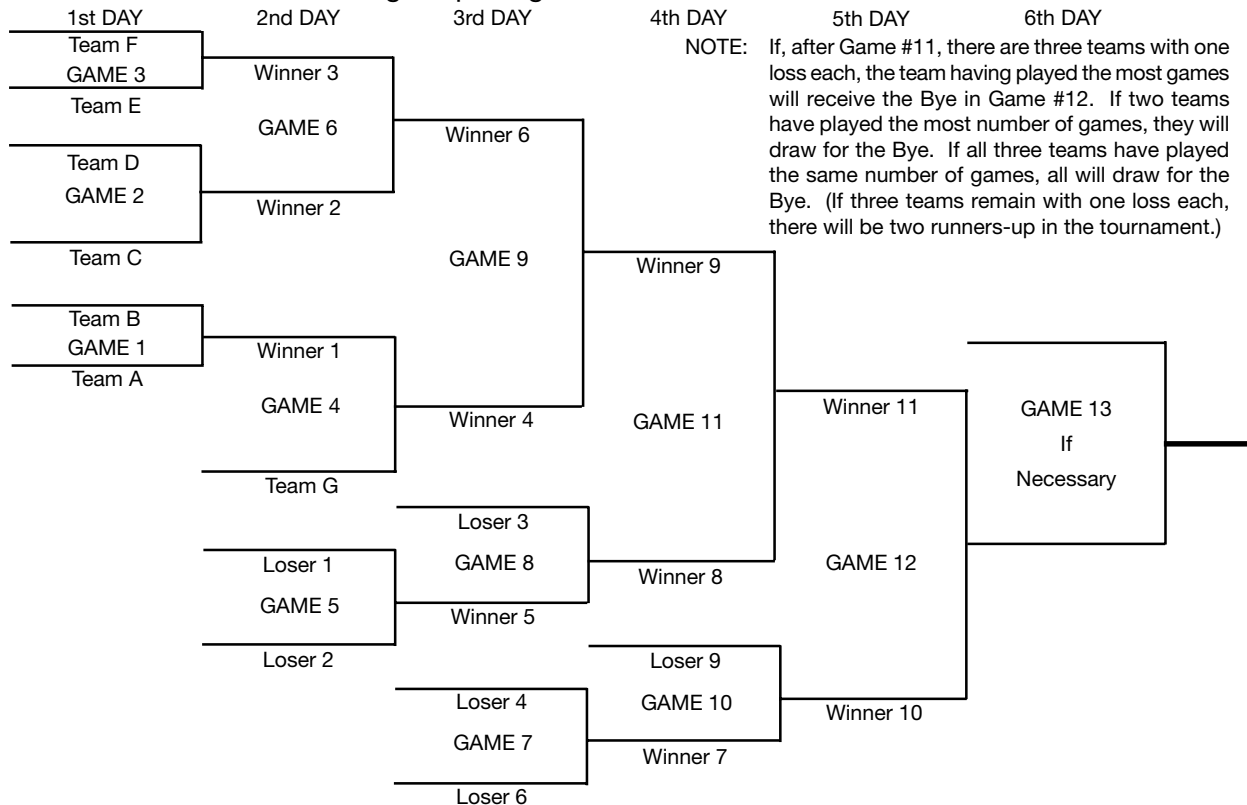 1st DAY
2nd DAY
3rd DAY
4th DAY
5th DAY
6th DAY
NOTE: If, after Game #11, there are three teams with one
loss each, the team having played the most games
will receive the Bye in Game #12. If two teams
have played the most number of games, they will
draw for the Bye. If all three teams have played
the same number of games, all will draw for the
Bye. (If three teams remain with one loss each,
there will be two runners-up in the tournament.)
Team F
GAME 3
Team E
Team D
GAME 2
Team C
Team B
GAME 1
Team A
Winner 3
GAME 6
Winner 2
Winner 1
GAME 4
Team G
Loser 1
GAME 5
Loser 2
Winner 6
GAME 9
Winner 4
Loser 3
GAME 8
Winner 5
Loser 4
GAME 7
Loser 6
Winner 9
GAME 11
Winner 8
Loser 9
GAME 10
Winner 7
Winner 11
GAME 12
Winner 10
GAME 13
If
Necessary